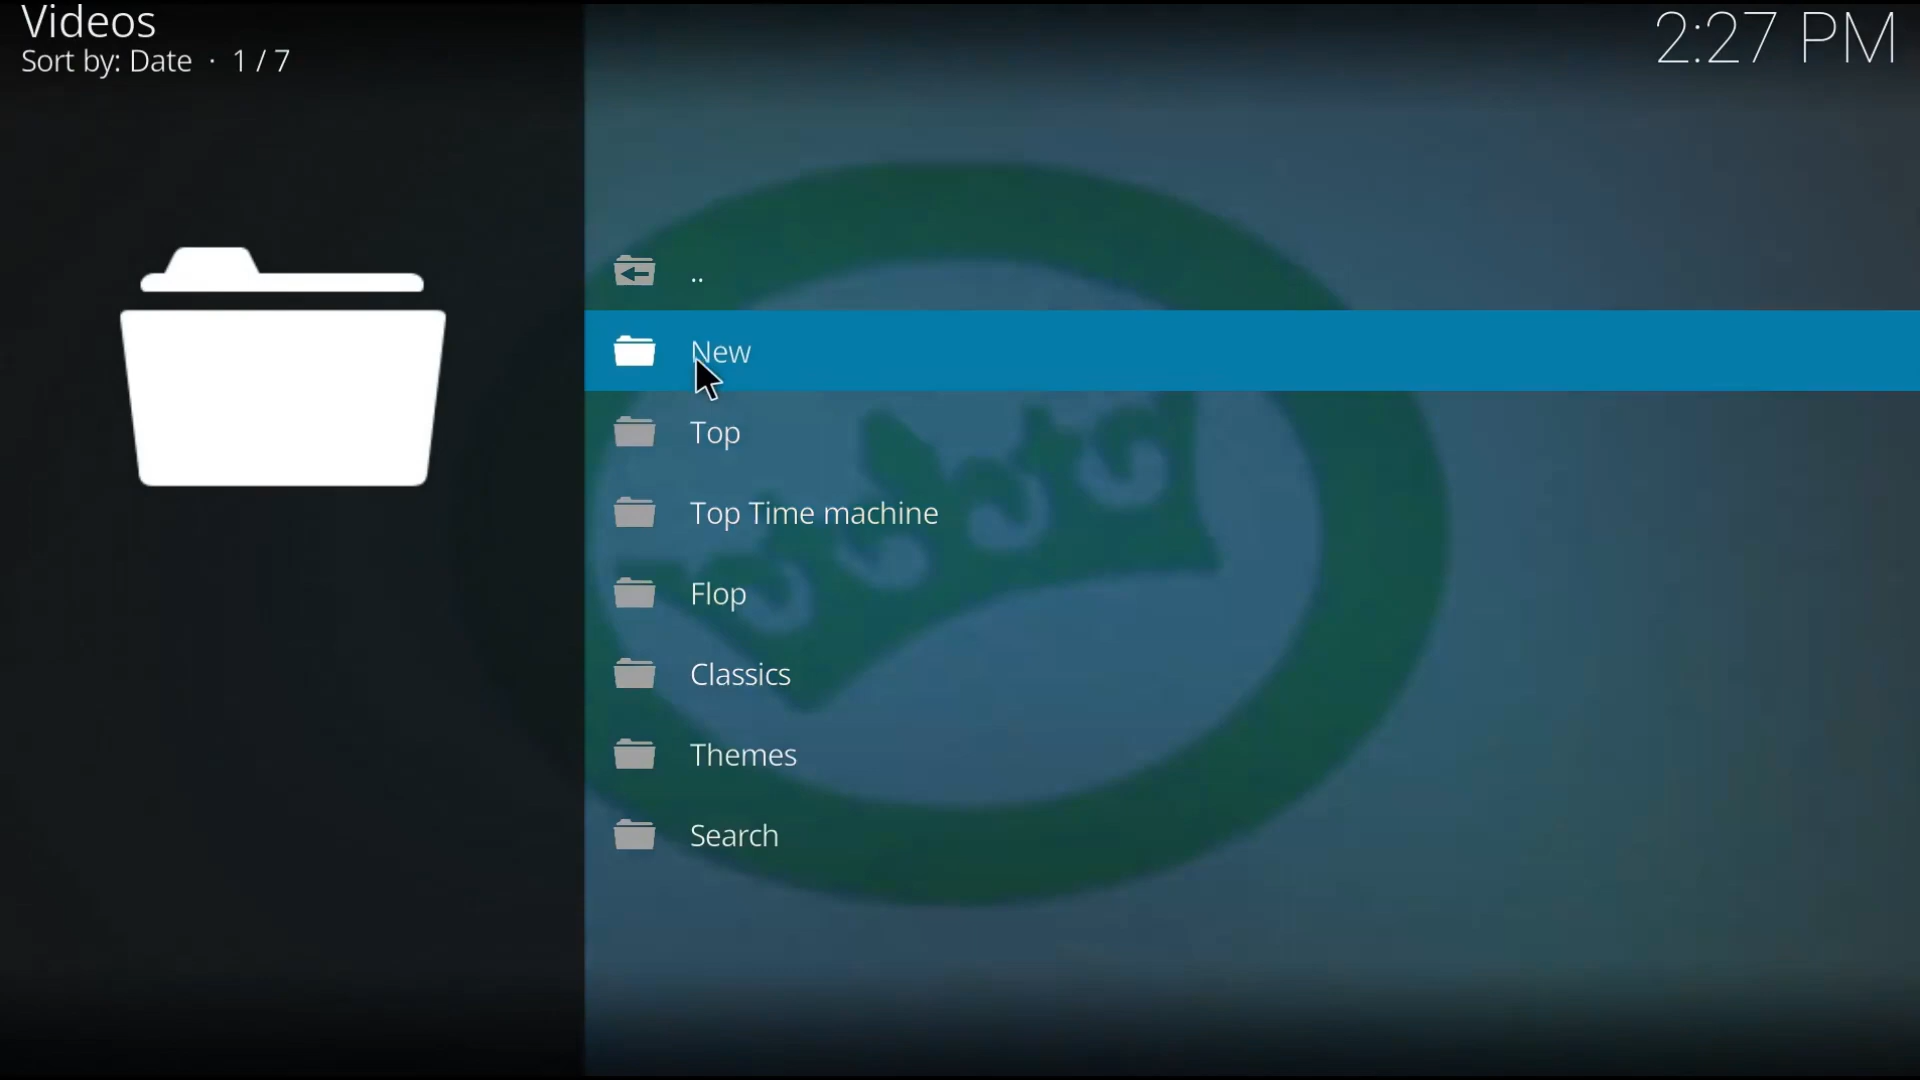 Videos
Sort by: Date · 1 / 7
2:27 PM
..
New
Top
Top Time machine
Flop
Classics
Themes
Search